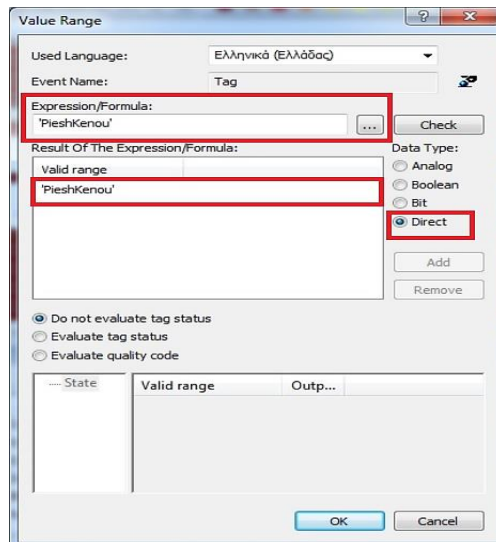 Value Range
Used Language:
Ελληνικά (Ελλάδας)
Event Name:
Tag
Expression/Formula:
'PieshKenou'
...
Check
Result Of The Expression/Formula:
Data Type:
Valid range
Analog
'PieshKenou'
Boolean
Bit
Direct
Add
Remove
Do not evaluate tag status
Evaluate tag status
Evaluate quality code
State
Valid range
Outp...
OK
Cancel